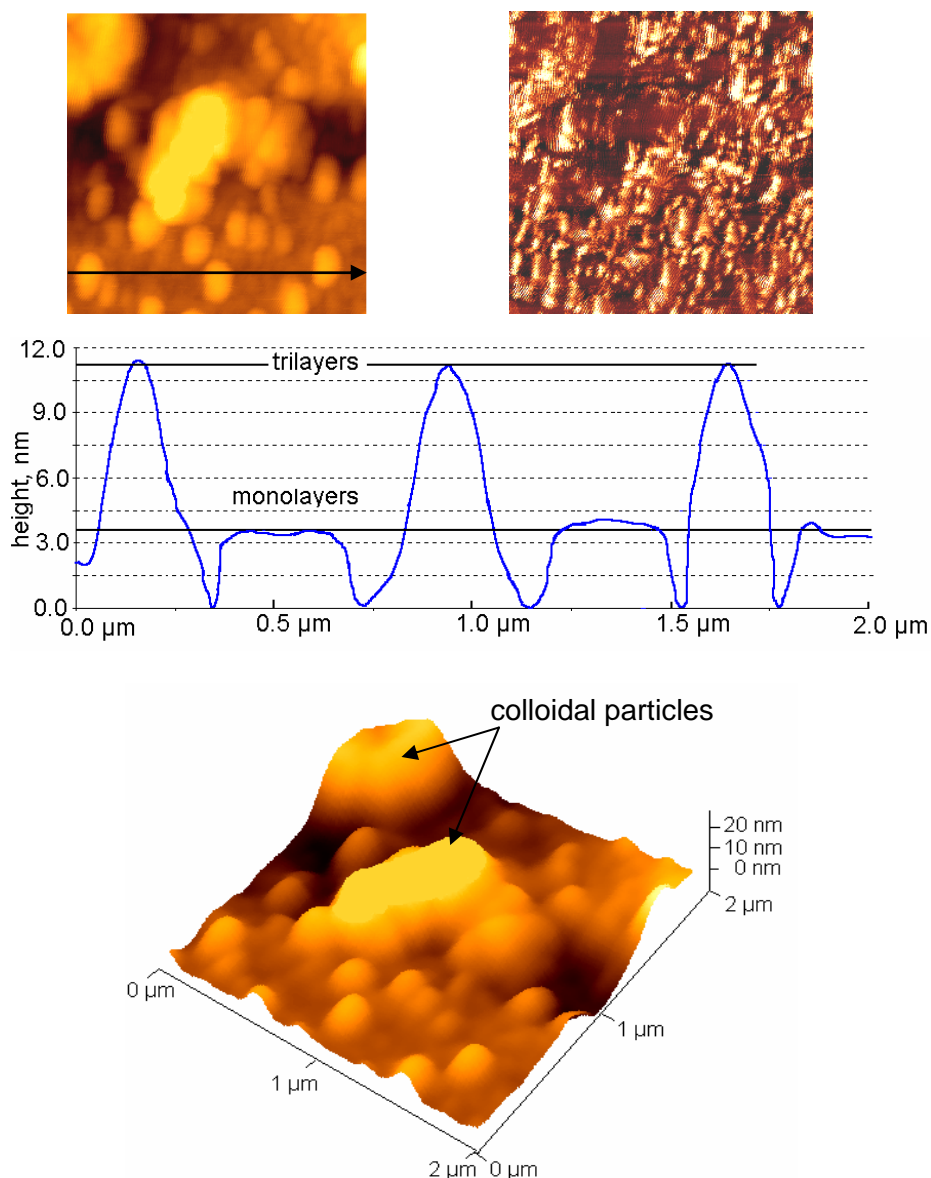 12.0
trilayers
9.0
height, nm
6.0
monolayers
3.0
0.0
0.0 µm
0.5 µm
1.0 µm
1.5 µm
2.0 µm
colloidal particles
20 nm
10 nm
0 nm
2 µm
0 µm
1 µm
1 µm
2 µm
0 µm